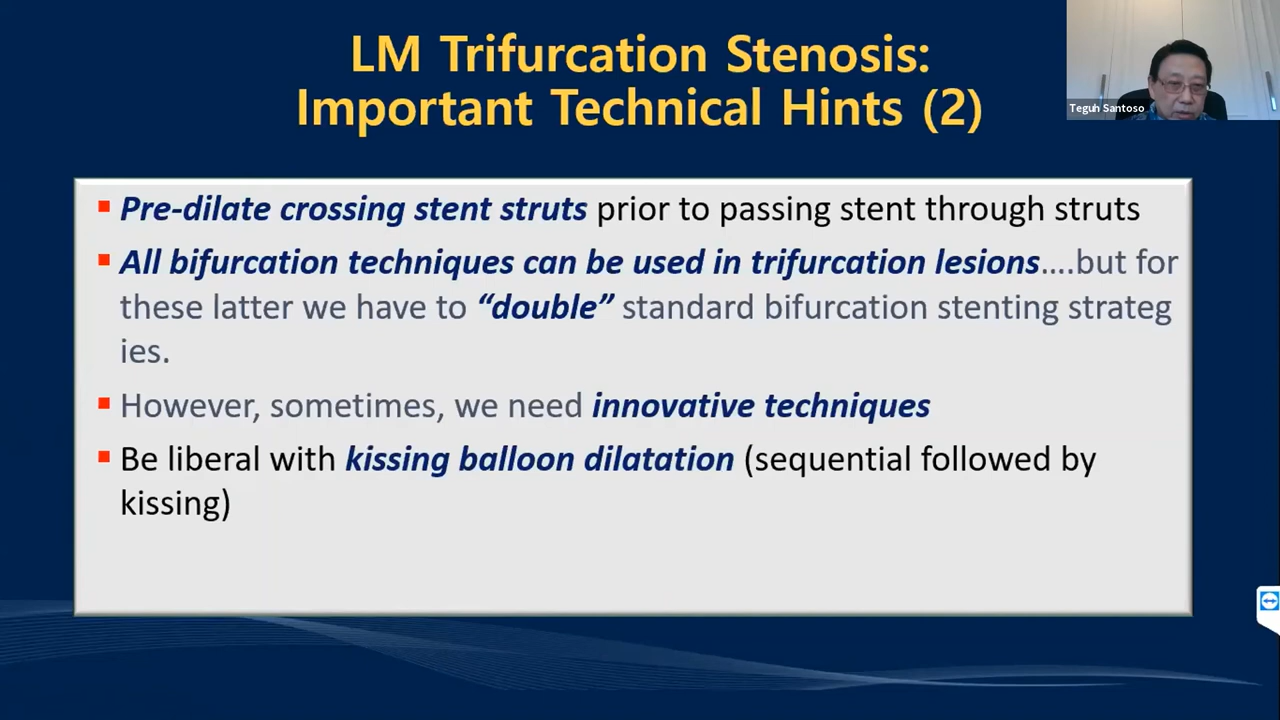 LM Trifurcation Stenosis:
Important Technical Hints (2)
Teguh Santoso
Pre-dilate crossing stent struts prior to passing stent through struts
All bifurcation techniques can be used in trifurcation lesions....but for
these latter we have to “double” standard bifurcation stenting strateg
ies.
However, sometimes, we need innovative techniques
Be liberal with kissing balloon dilatation (sequential followed by
kissing)